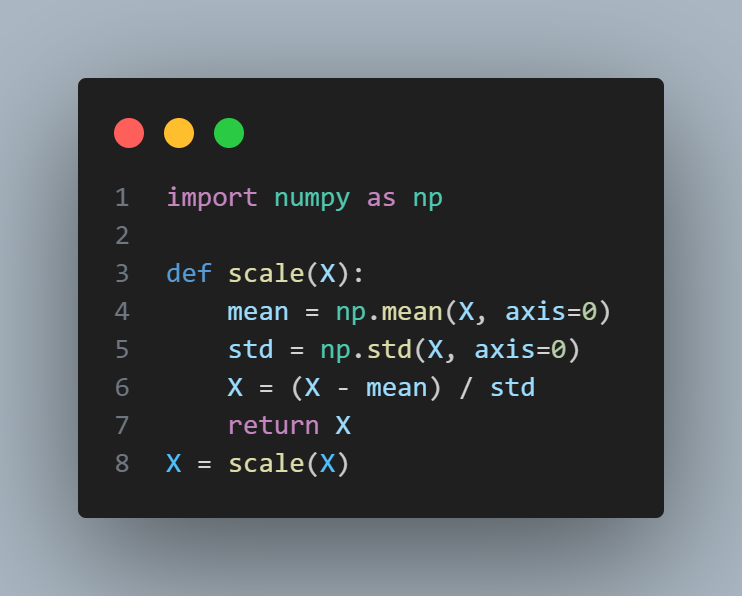 1 import numpy as np
2
3 def scale(X):
4     mean = np.mean(X, axis=0)
5     std = np.std(X, axis=0)
6     X = (X - mean) / std
7     return X
8 X = scale(X)